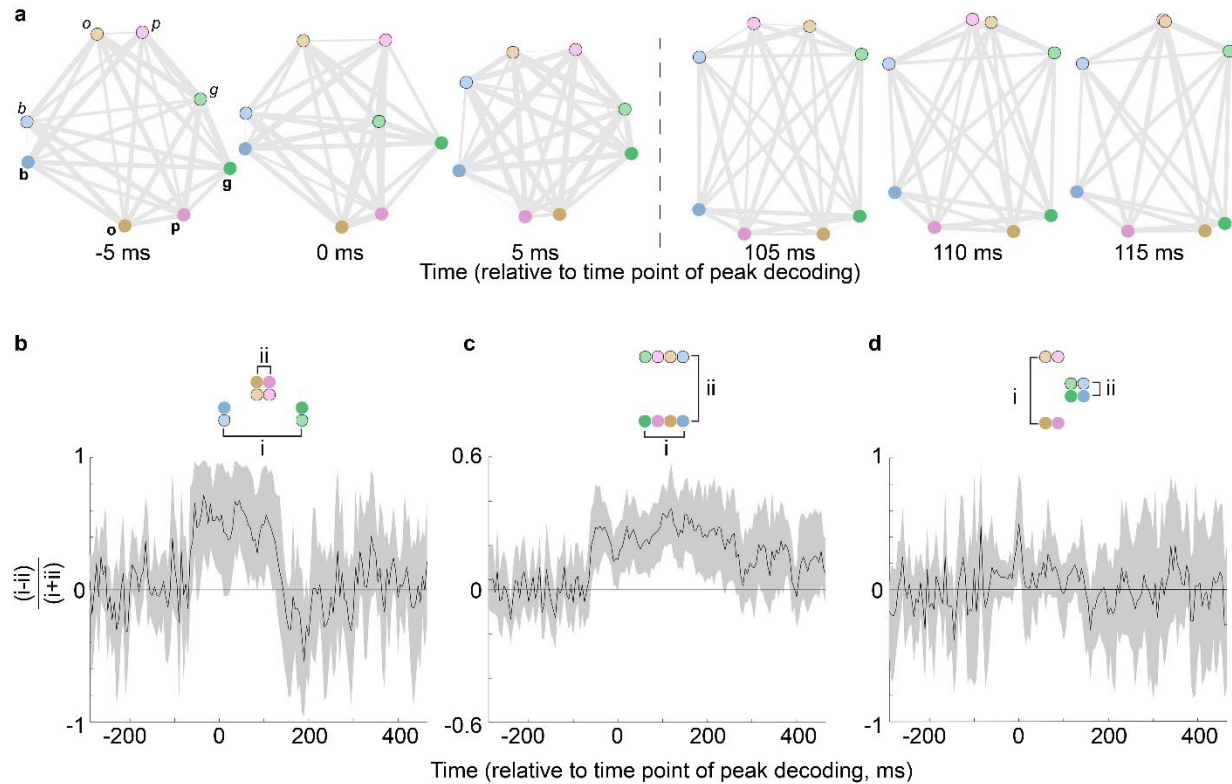 a
o p
b g
b g
o p
-5 ms 0 ms 5 ms 105 ms 110 ms 115 ms
Time (relative to time point of peak decoding)
b c d
ii
i
ii
i
i
ii
(i-ii)
(i+ii)
1
0
-1
0.6
0
-0.6
1
0
-1
-200 0 200 400
-200 0 200 400
-200 0 200 400
Time (relative to time point of peak decoding, ms)